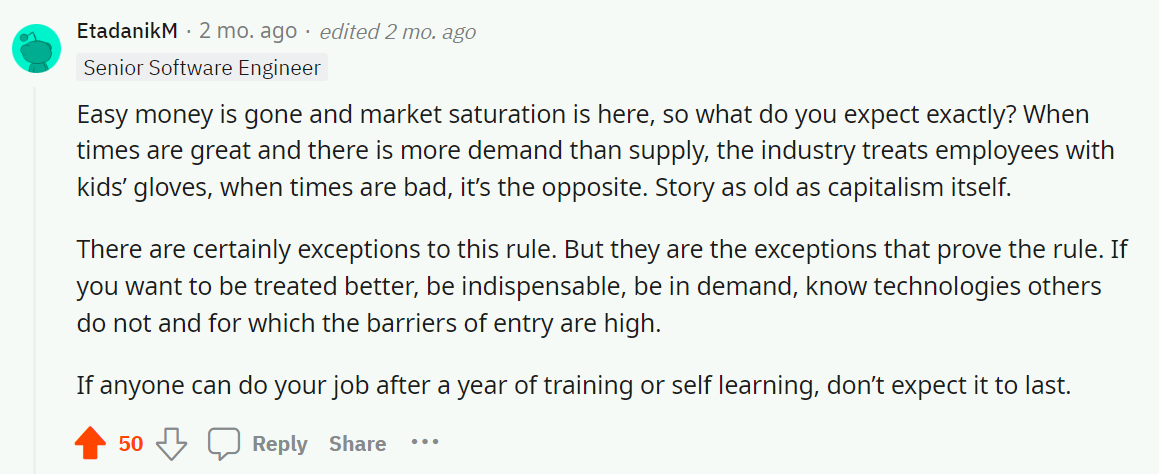 EtadanikM · 2 mo. ago · edited 2 mo. ago
Senior Software Engineer
Easy money is gone and market saturation is here, so what do you expect exactly? When
times are great and there is more demand than supply, the industry treats employees with
kids’ gloves, when times are bad, it’s the opposite. Story as old as capitalism itself.
There are certainly exceptions to this rule. But they are the exceptions that prove the rule. If
you want to be treated better, be indispensable, be in demand, know technologies others
do not and for which the barriers of entry are high.
If anyone can do your job after a year of training or self learning, don’t expect it to last.
50 Reply Share ···